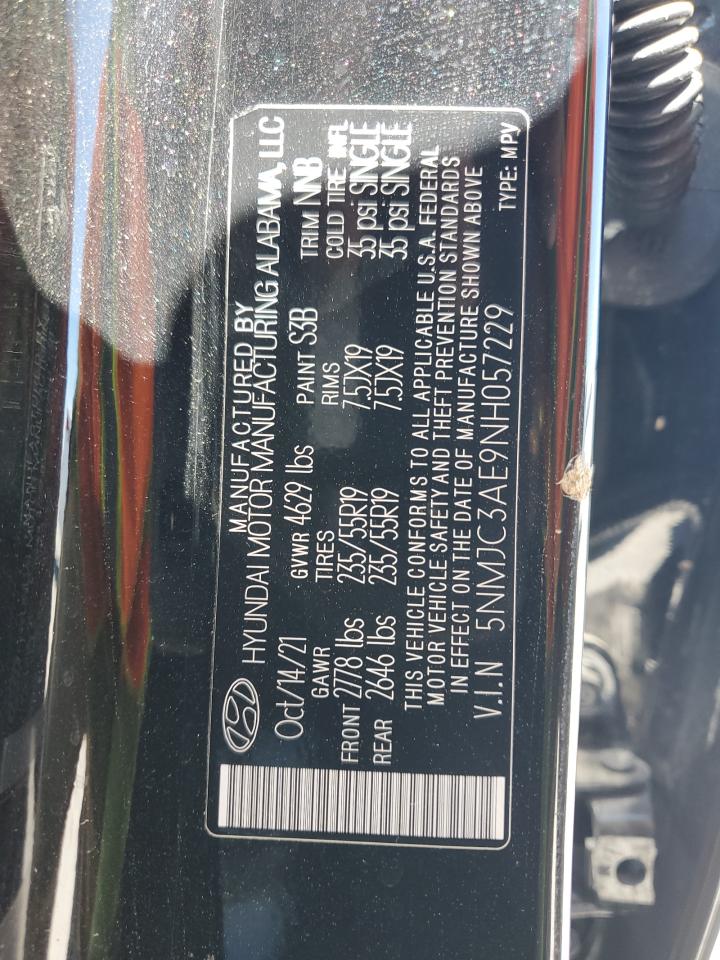 MANUFACTURED BY
HYUNDAI MOTOR MANUFACTURING ALABAMA, LLC
Oct/14/21 GVWR 4629 lbs PAINT S3B TRIM NNB
GAWR TIRES RIMS COLD TIRE INFL
FRONT 2778 lbs 235/55R19 7.5JX19 35 psi SINGLE
REAR 2646 lbs 235/55R19 7.5JX19 35 psi SINGLE
THIS VEHICLE CONFORMS TO ALL APPLICABLE U.S.A. FEDERAL
MOTOR VEHICLE SAFETY AND THEFT PREVENTION STANDARDS
IN EFFECT ON THE DATE OF MANUFACTURE SHOWN ABOVE
V.I.N 5NMJC3AE9NH057229 TYPE: MPV